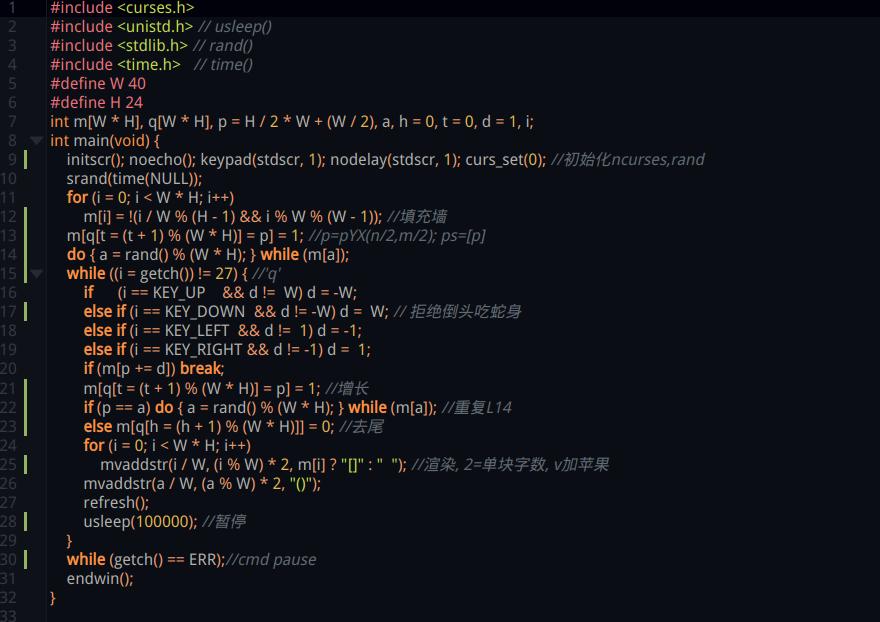 1 #include <curses.h>
2 #include <unistd.h> // usleep()
3 #include <stdlib.h> // rand()
4 #include <time.h>   // time()
5 #define W 40
6 #define H 24
7 int m[W * H], q[W * H], p = H / 2 * W + (W / 2), a, h = 0, t = 0, d = 1, i;
8 int main(void) {
9     initscr(); noecho(); keypad(stdscr, 1); nodelay(stdscr, 1); curs_set(0); //初始化ncurses,rand
10     srand(time(NULL));
11     for (i = 0; i < W * H; i++)
12         m[i] = !(i / W % (H - 1) && i % W % (W - 1)); //填充墙
13     m[q[t = (t + 1) % (W * H)] = p] = 1; //p=pYX(n/2,m/2); ps=[p]
14     do { a = rand() % (W * H); } while (m[a]);
15     while ((i = getch()) != 27) { //'q'
16         if      (i == KEY_UP    && d !=  W) d = -W;
17         else if (i == KEY_DOWN  && d != -W) d =  W; // 拒绝倒头吃蛇身
18         else if (i == KEY_LEFT  && d !=  1) d = -1;
19         else if (i == KEY_RIGHT && d != -1) d =  1;
20         if (m[p += d]) break;
21         m[q[t = (t + 1) % (W * H)] = p] = 1; //增长
22         if (p == a) do { a = rand() % (W * H); } while (m[a]); //重复L14
23         else m[q[h = (h + 1) % (W * H)]] = 0; //去尾
24         for (i = 0; i < W * H; i++)
25             mvaddstr(i / W, (i % W) * 2, m[i] ? "[]" : "  "); //渲染, 2=单块字数, v加苹果
26         mvaddstr(a / W, (a % W) * 2, "()");
27         refresh();
28         usleep(100000); //暂停
29     }
30     while (getch() == ERR);//cmd pause
31     endwin();
32 }
33